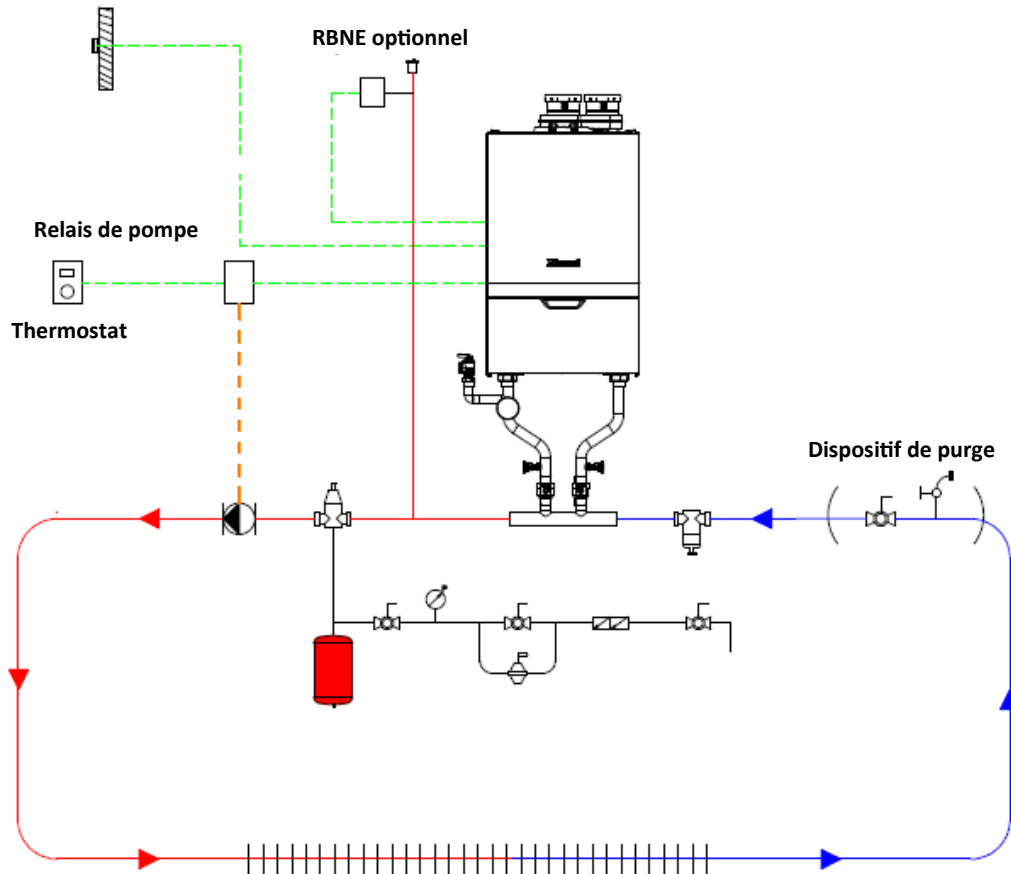 RBNE optionnel
Relais de pompe
Thermostat
Dispositif de purge